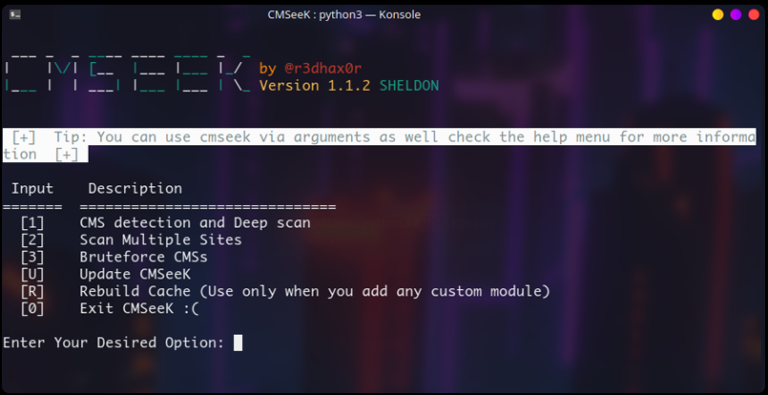 CMSeeK : python3 — Konsole
CMSEEK by @r3dhax0r
Version 1.1.2 SHELDON
[+] Tip: You can use cmseek via arguments as well check the help menu for more informa
tion [+]
Input Description
======= ==============================
[1] CMS detection and Deep scan
[2] Scan Multiple Sites
[3] Bruteforce CMSs
[U] Update CMSeeK
[R] Rebuild Cache (Use only when you add any custom module)
[0] Exit CMSeeK :(
Enter Your Desired Option: